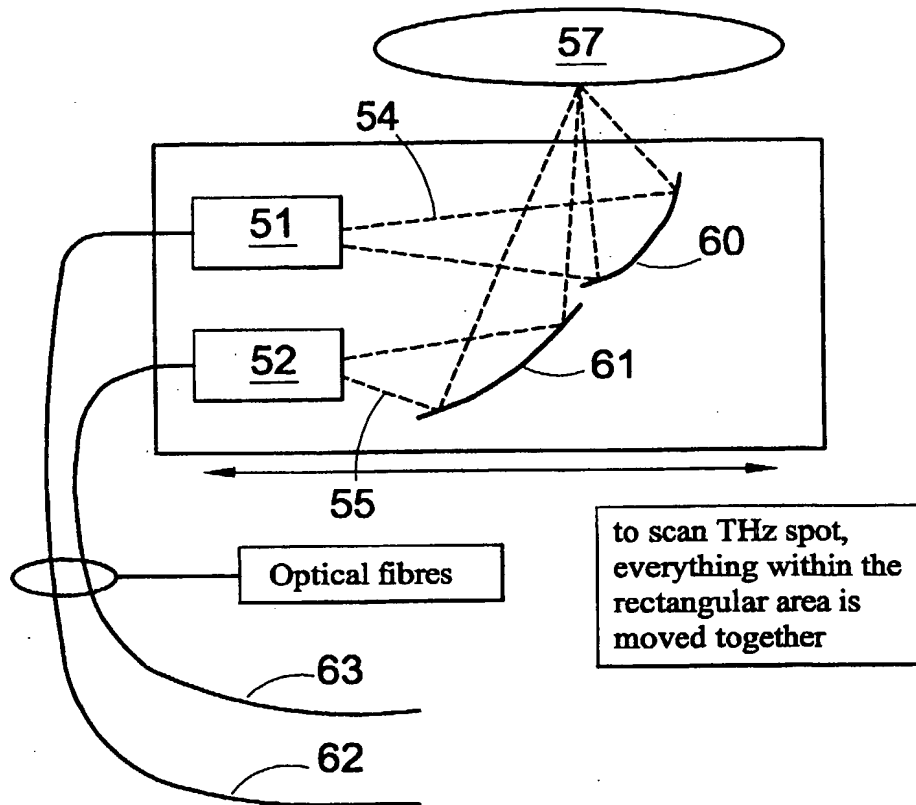 57
54
51
60
52
61
55
to scan THz spot,
everything within the
rectangular area is
moved together
Optical fibres
63
62